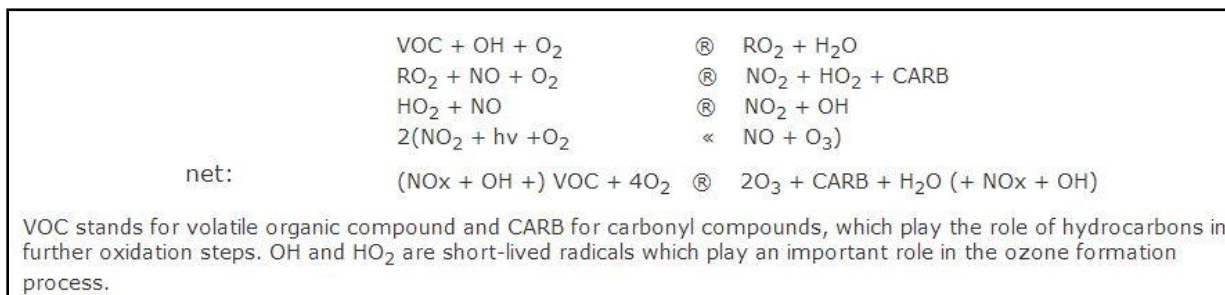 VOC + OH + O₂ ® RO₂ + H₂O
RO₂ + NO + O₂ ® NO₂ + HO₂ + CARB
HO₂ + NO ® NO₂ + OH
2(NO₂ + hv +O₂ « NO + O₃)
net: (NOx + OH +) VOC + 4O₂ ® 2O₃ + CARB + H₂O (+ NOx + OH)
VOC stands for volatile organic compound and CARB for carbonyl compounds, which play the role of hydrocarbons in
further oxidation steps. OH and HO₂ are short-lived radicals which play an important role in the ozone formation
process.